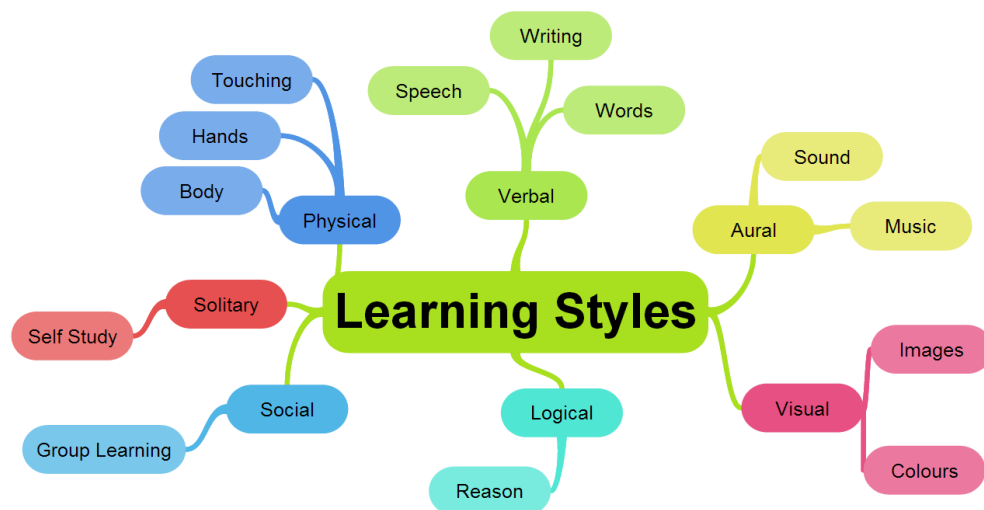 Writing
Touching
Speech
Words
Hands
Sound
Body
Verbal
Physical
Aural
Music
Solitary
Learning Styles
Self Study
Images
Social
Logical
Visual
Group Learning
Reason
Colours